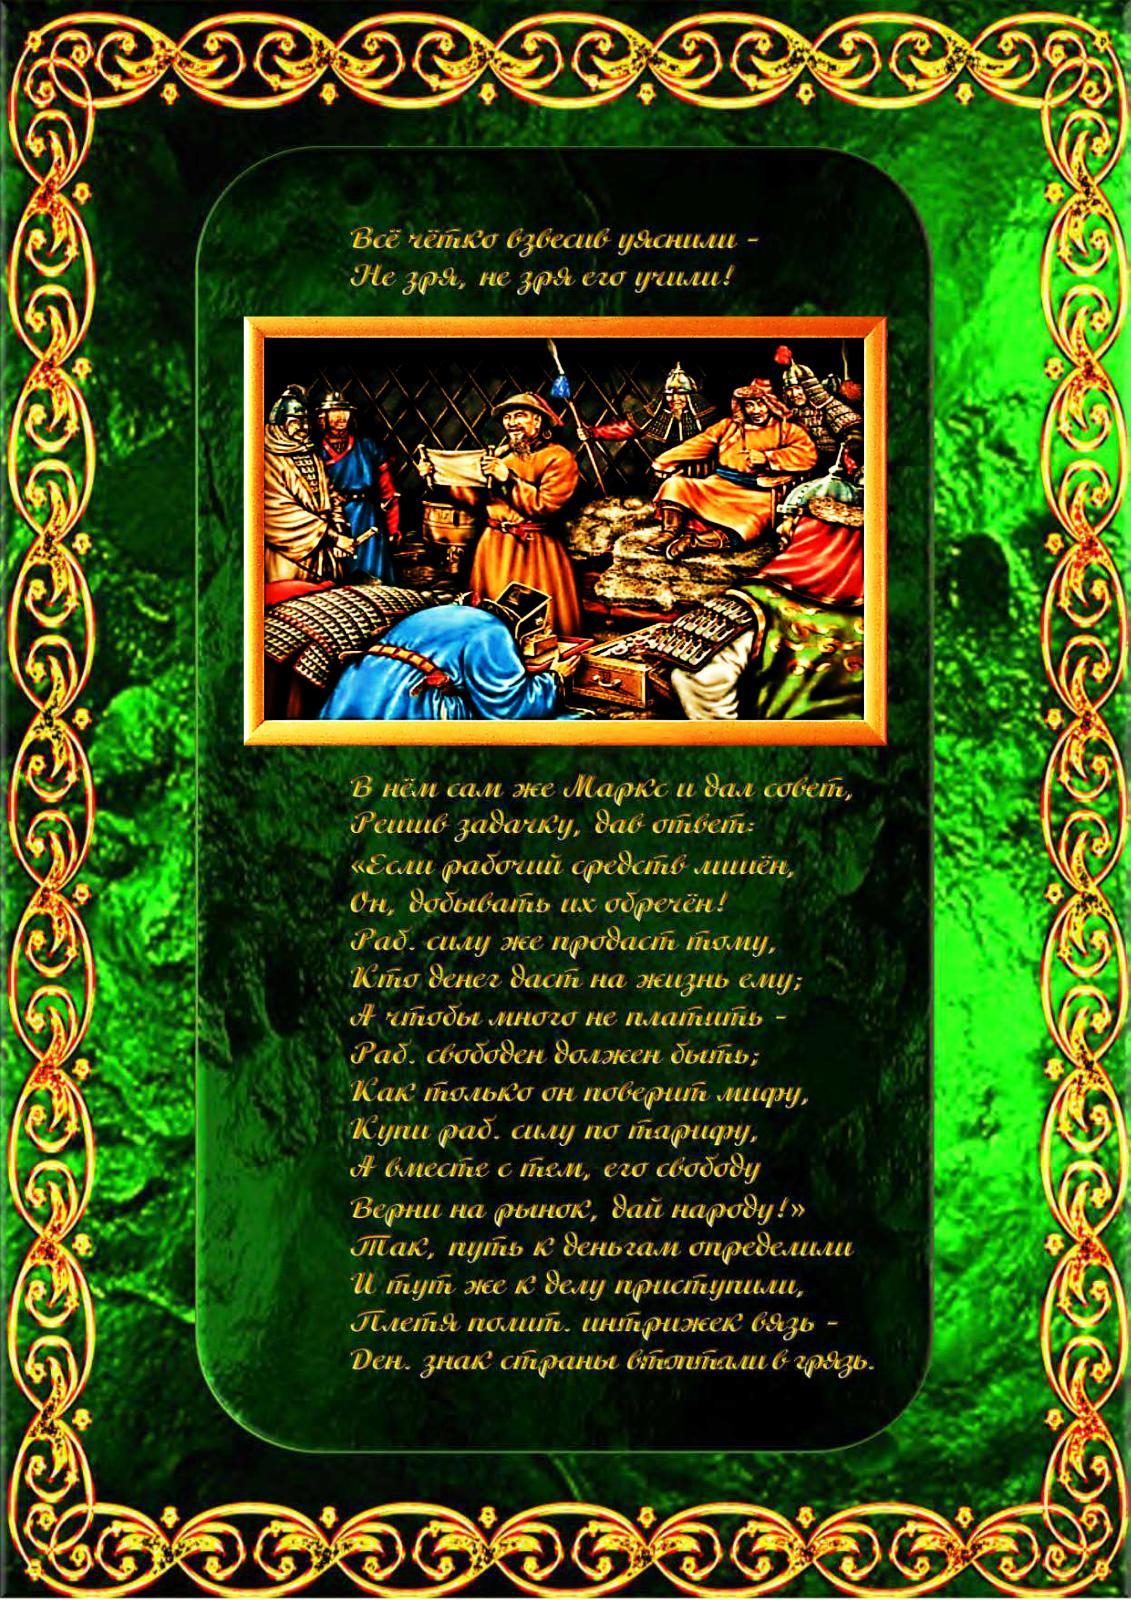 Всё чётко взвесив уяснили –
Не зря, не зря его учили!
В нём сам же Маркс и дал совет,
Решив задачку, дав ответ:
«Если рабочий средств лишён,
Он, добывать их обречён!
Раб. силу же продаст тому,
Кто денег даст на жизнь ему;
А чтобы много не платить –
Раб. свободен должен быть;
Как только он поверит мифу,
Купи раб. силу по тарифу,
А вместе с тем, его свободу
Верни на рынок, дай народу!»
Так, путь к деньгам определили
И тут же к делу приступили,
Плетя полит. интрижек вязь –
Ден. знак страны втоптали в грязь.